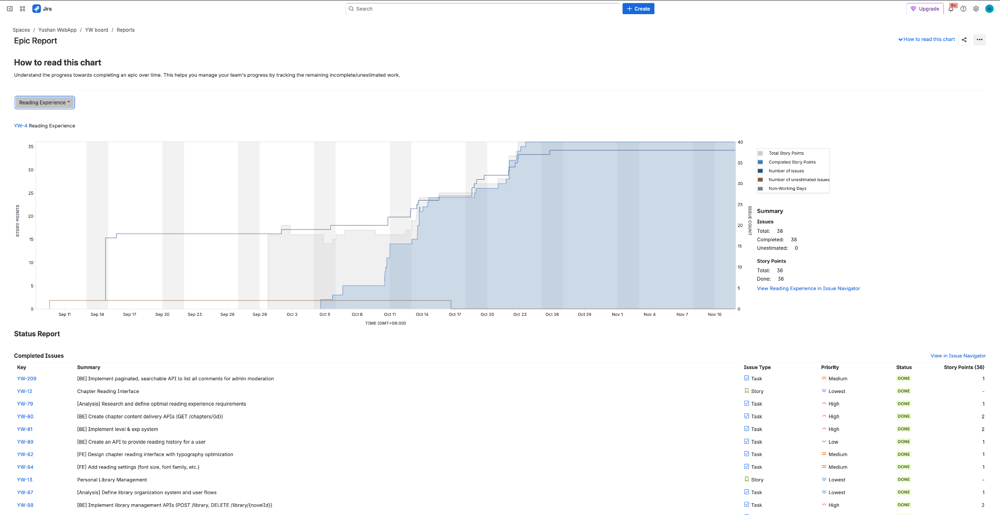 Jira
Search
Create
Upgrade
9+
AJ
Spaces / Yushan WebApp / YW board / Reports
Epic Report
How to read this chart
How to read this chart
Understand the progress towards completing an epic over time. This helps you manage your team's progress by tracking the remaining incomplete/unestimated work.
Reading Experience
YW-4 Reading Experience
STORY POINTS
35
30
25
20
15
10
5
0
40
35
30
25
20
15
10
5
0
ISSUE COUNT
Sep 11 Sep 14 Sep 17 Sep 20 Sep 23 Sep 26 Sep 29 Oct 2 Oct 5 Oct 8 Oct 11 Oct 14 Oct 17 Oct 20 Oct 23 Oct 26 Oct 29 Nov 1 Nov 4 Nov 7 Nov 10
TIME (GMT+08:00)
Total Story Points
Completed Story Points
Number of issues
Number of unestimated issues
Non-Working Days
Summary
Issues
Total: 38
Completed: 38
Unestimated: 0
Story Points
Total: 36
Done: 36
View Reading Experience in Issue Navigator
Status Report
Completed Issues View in Issue Navigator
Key Summary Issue Type Priority Status Story Points (36)
YW-209 [BE] Implement paginated, searchable API to list all comments for admin moderation Task Medium DONE 1
YW-12 Chapter Reading Interface Story Lowest DONE -
YW-79 [Analysis] Research and define optimal reading experience requirements Task High DONE 1
YW-80 [BE] Create chapter content delivery APIs (GET /chapters/{id}) Task High DONE 2
YW-81 [BE] Implement level & exp system Task High DONE 2
YW-89 [BE] Create an API to provide reading history for a user Task Low DONE 1
YW-82 [FE] Design chapter reading interface with typography optimization Task Medium DONE 1
YW-84 [FE] Add reading settings (font size, font family, etc.) Task Medium DONE 1
YW-13 Personal Library Management Story Lowest DONE -
YW-87 [Analysis] Define library organization system and user flows Task Lowest DONE 1
YW-88 [BE] Implement library management APIs (POST /library, DELETE /library/{novelId}) Task High DONE 2